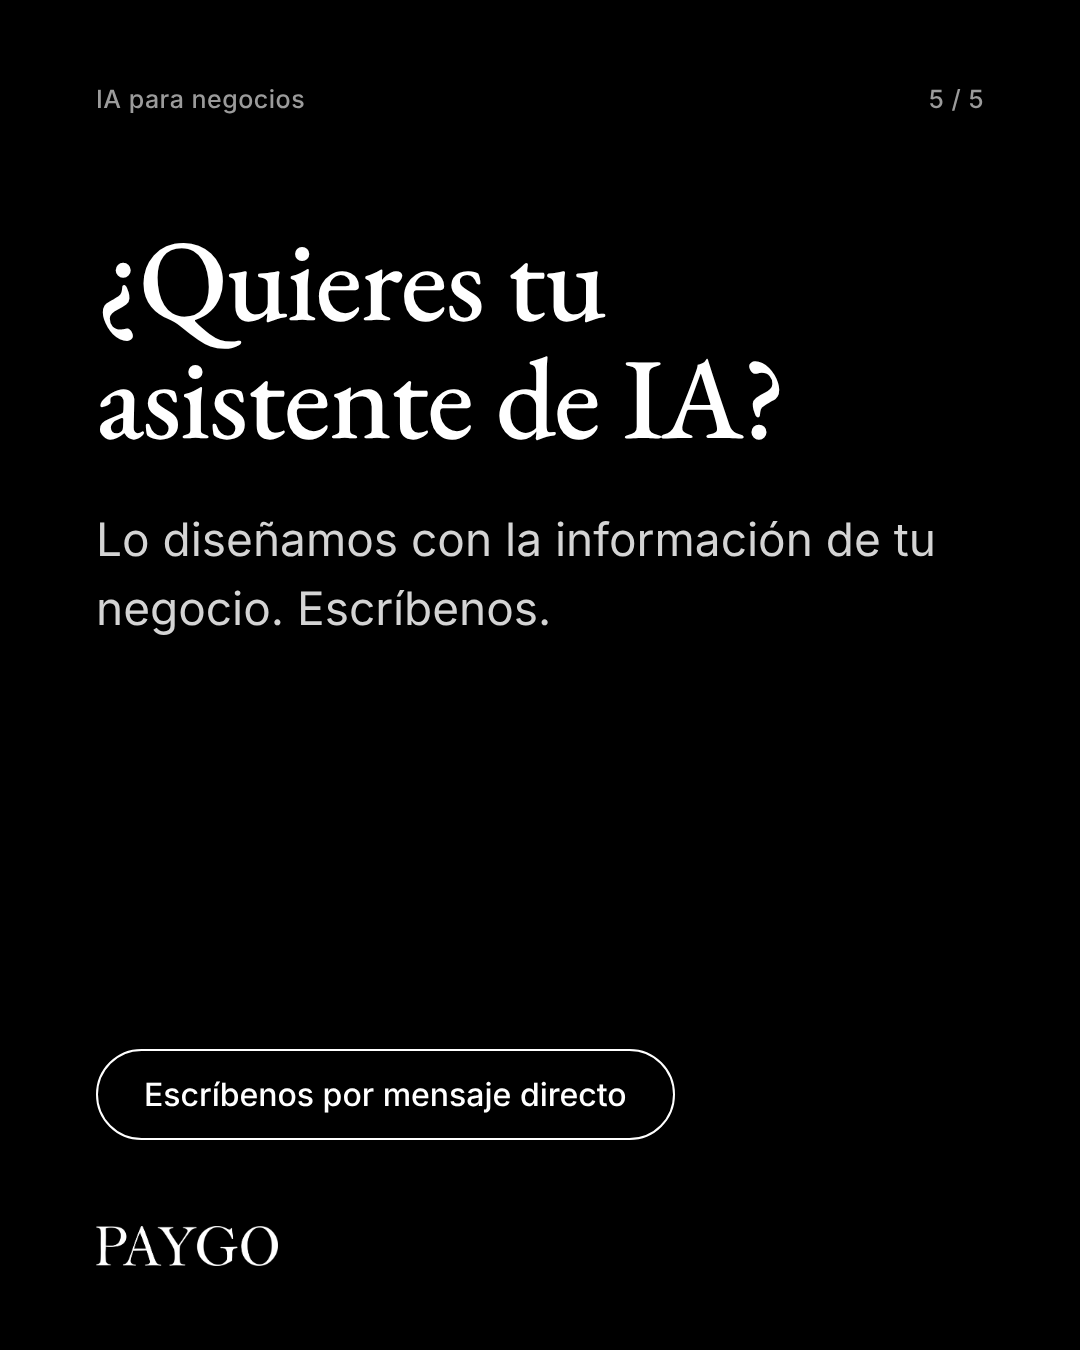 IA para negocios
5 / 5
¿Quieres tu
asistente de IA?
Lo diseñamos con la información de tu
negocio. Escríbenos.
Escríbenos por mensaje directo
PAYGO